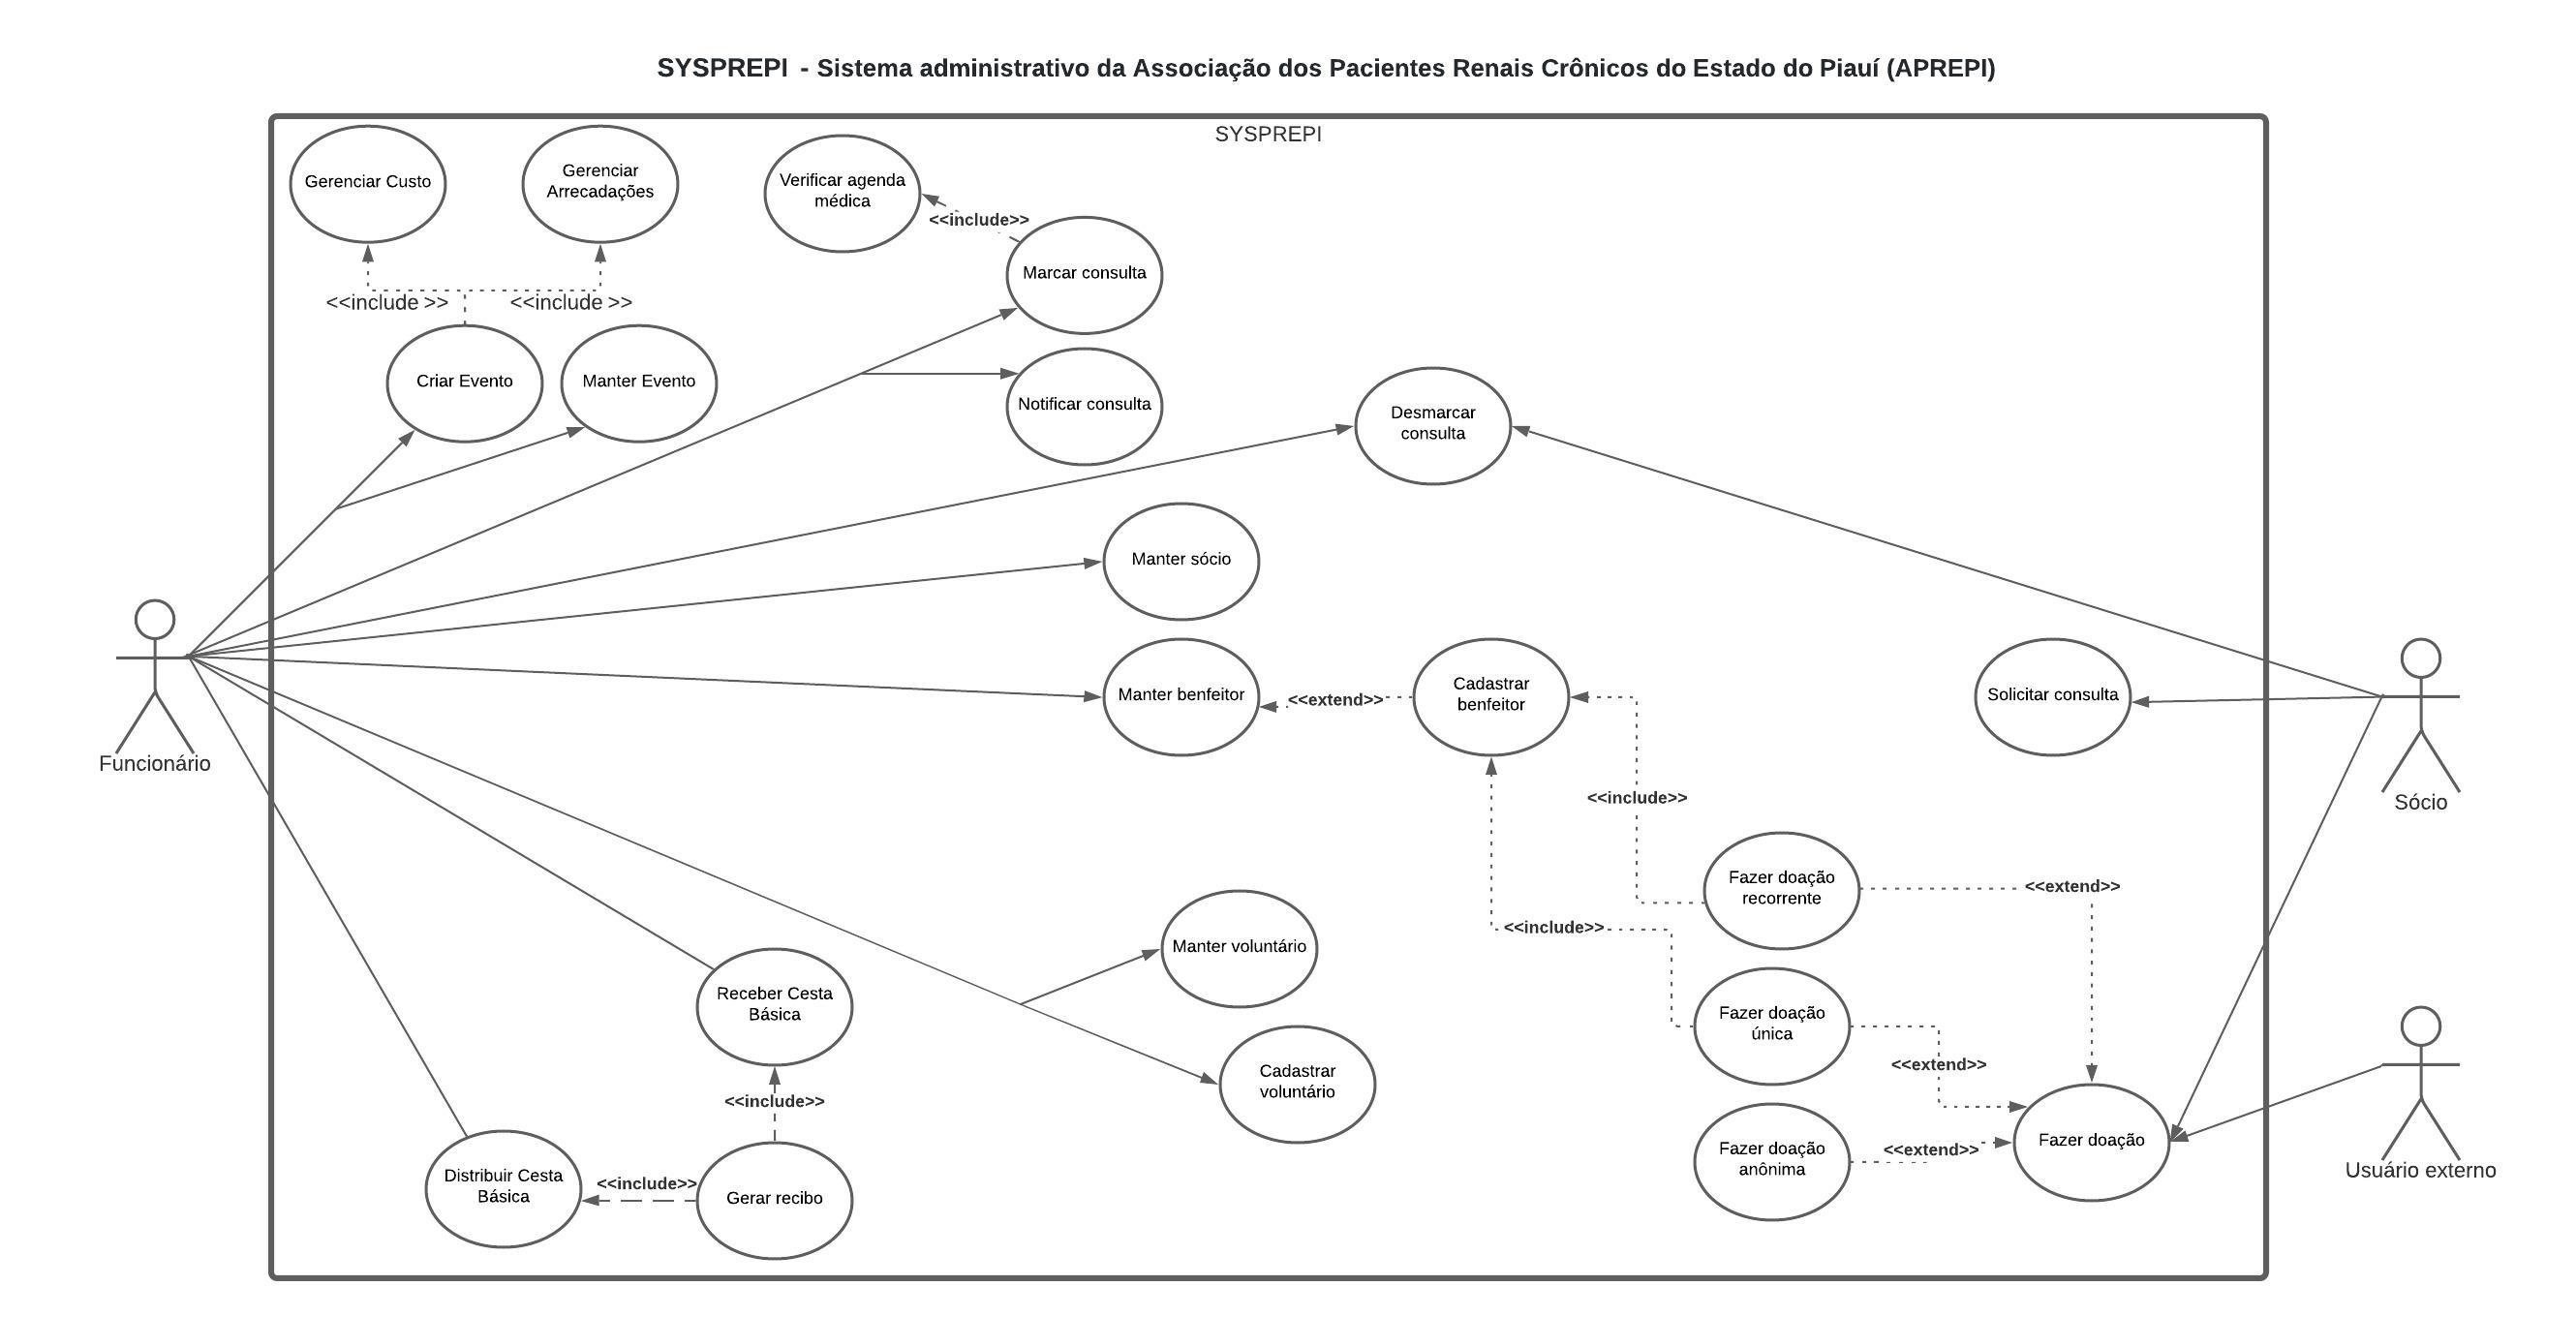 SYSPREPI - Sistema administrativo da Associação dos Pacientes Renais Crônicos do Estado do Piauí (APREPI)
SYSPREPI
Gerenciar Custo
Gerenciar
Arrecadações
Verificar agenda
médica
<<include>>
Marcar consulta
<<include >>
<<include >>
Criar Evento
Manter Evento
Notificar consulta
Desmarcar
consulta
Manter sócio
Manter benfeitor
<<extend>>
Cadastrar
benfeitor
Solicitar consulta
Funcionário
Sócio
<<include>>
Fazer doação
recorrente
<<extend>>
<<include>>
Manter voluntário
Receber Cesta
Básica
Fazer doação
única
<<extend>>
Cadastrar
voluntário
<<include>>
Fazer doação
anônima
<<extend>>
Fazer doação
Usuário externo
Distribuir Cesta
Básica
<<include>>
Gerar recibo